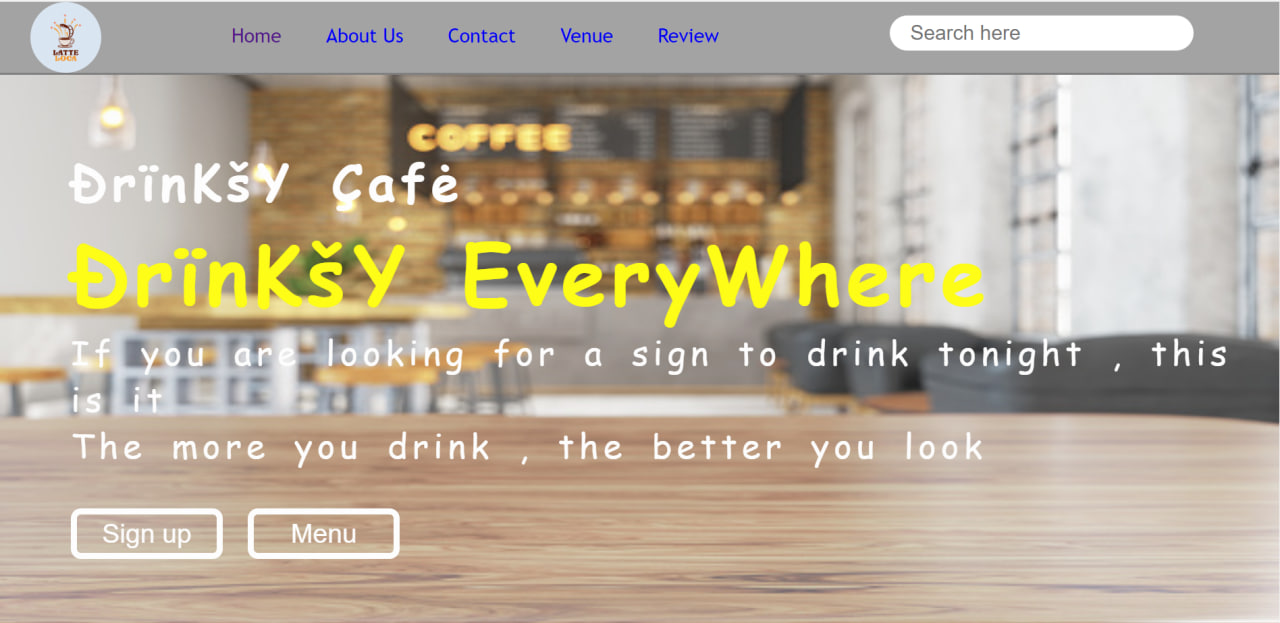 LATTE
LOCA
Home About Us Contact Venue Review
Search here
COFFEE
ĐrïnKšY Çafė
ĐrïnKšY EveryWhere
If you are looking for a sign to drink tonight , this
is it
The more you drink , the better you look
Sign up Menu